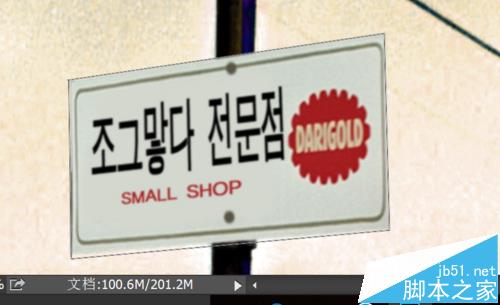 조그맣다 전문점
DARIGOLD
SMALL SHOP
% 文档:100.6M/201.2M
jb51.net
脚本之家